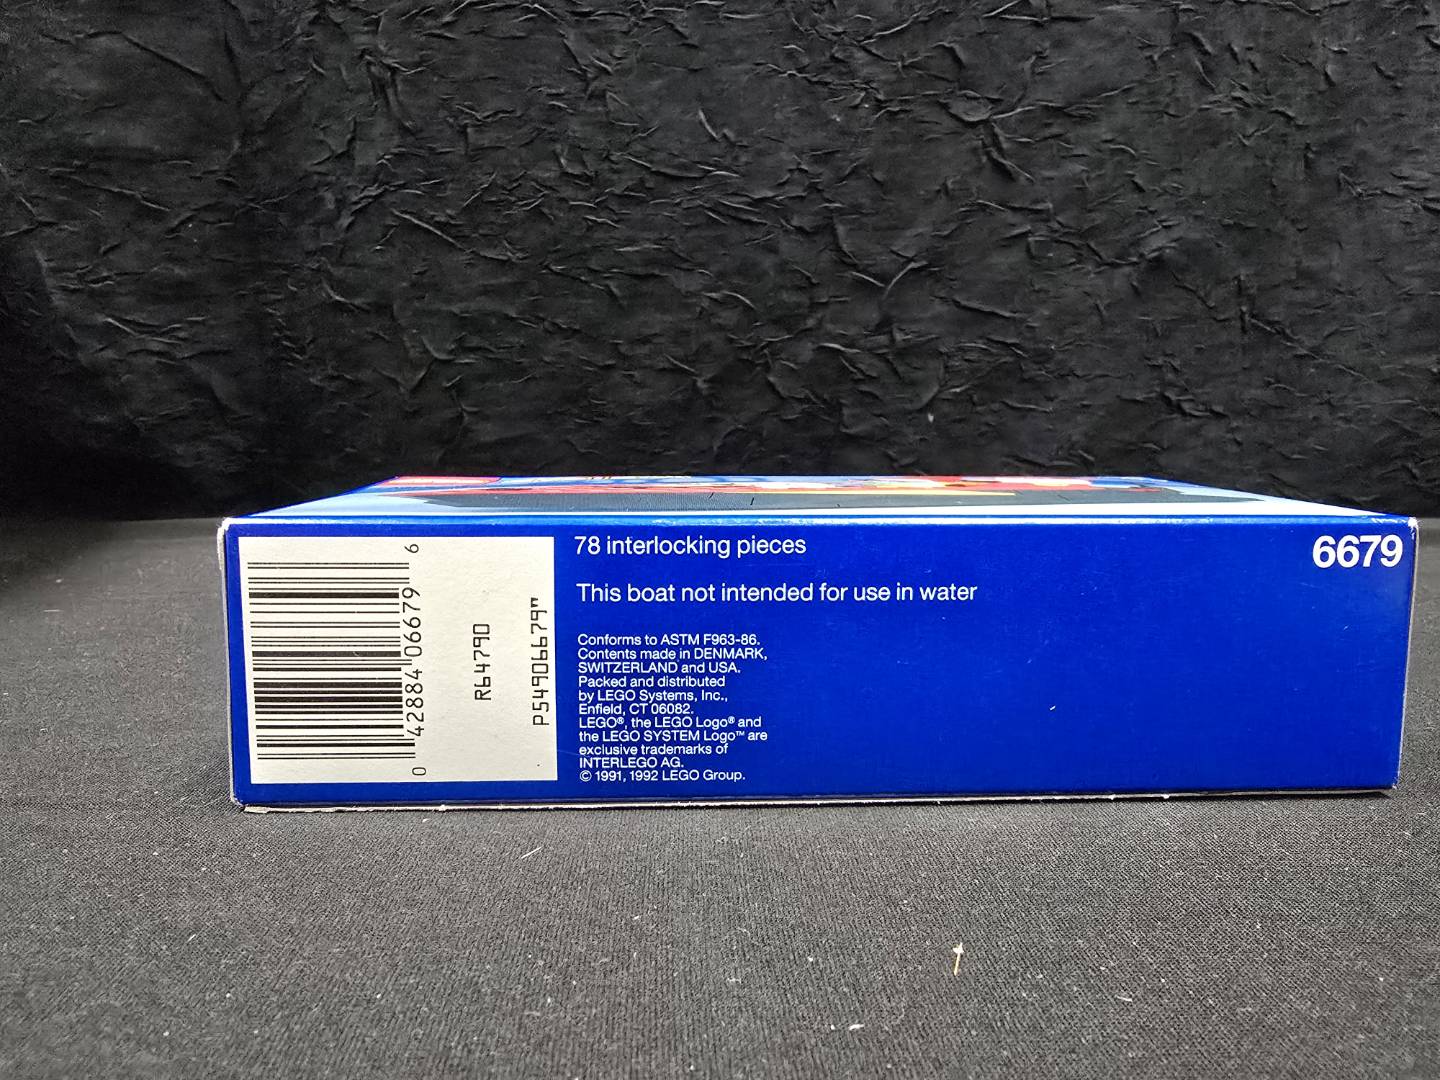 78 interlocking pieces
6679
This boat not intended for use in water
Conforms to ASTM F963-86.
Contents made in DENMARK,
SWITZERLAND and USA.
Packed and distributed
by LEGO Systems, Inc.,
Enfield, CT 06082.
LEGO®, the LEGO Logo® and
the LEGO SYSTEM Logo™ are
exclusive trademarks of
INTERLEGO AG.
© 1991, 1992 LEGO Group.
0 42884 06679 6
R64790
P54906679"